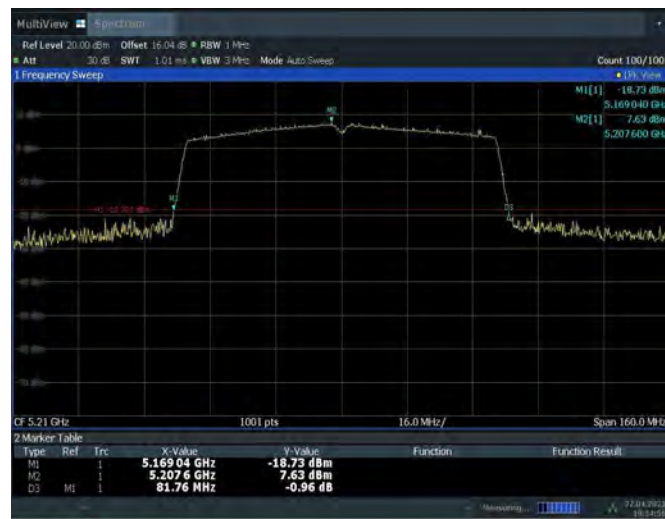 MultiView Spectrum
Ref Level 20.00 dBm Offset 16.04 dB RBW 1 MHz
Att 30 dB SWT 1.01 ms VBW 3 MHz Mode Auto Sweep Count 100/100
1 Frequency Sweep 1Pk View
M1[1] -18.73 dBm
5.169040 GHz
M2[1] 7.63 dBm
5.207600 GHz
M2
M1
D3
CF 5.21 GHz 1001 pts 16.0 MHz/ Span 160.0 MHz
2 Marker Table
Type Ref Trc X-Value Y-Value Function Function Result
M1 1 5.169 04 GHz -18.73 dBm
M2 1 5.207 6 GHz 7.63 dBm
D3 M1 1 81.76 MHz -0.96 dB
Measuring...